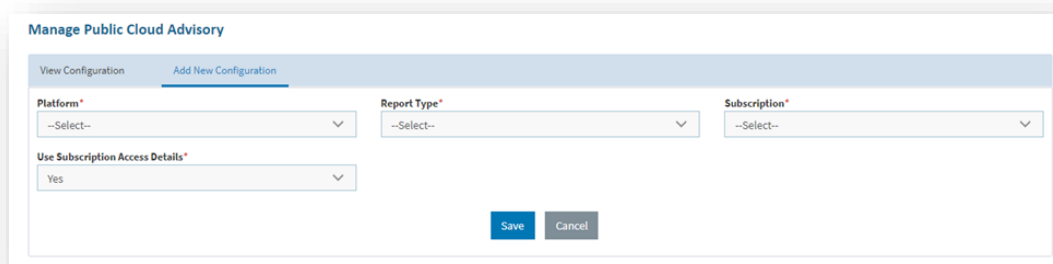 Manage Public Cloud Advisory
View Configuration Add New Configuration
Platform* Report Type* Subscription*
--Select-- --Select-- --Select--
Use Subscription Access Details*
Yes
Save Cancel